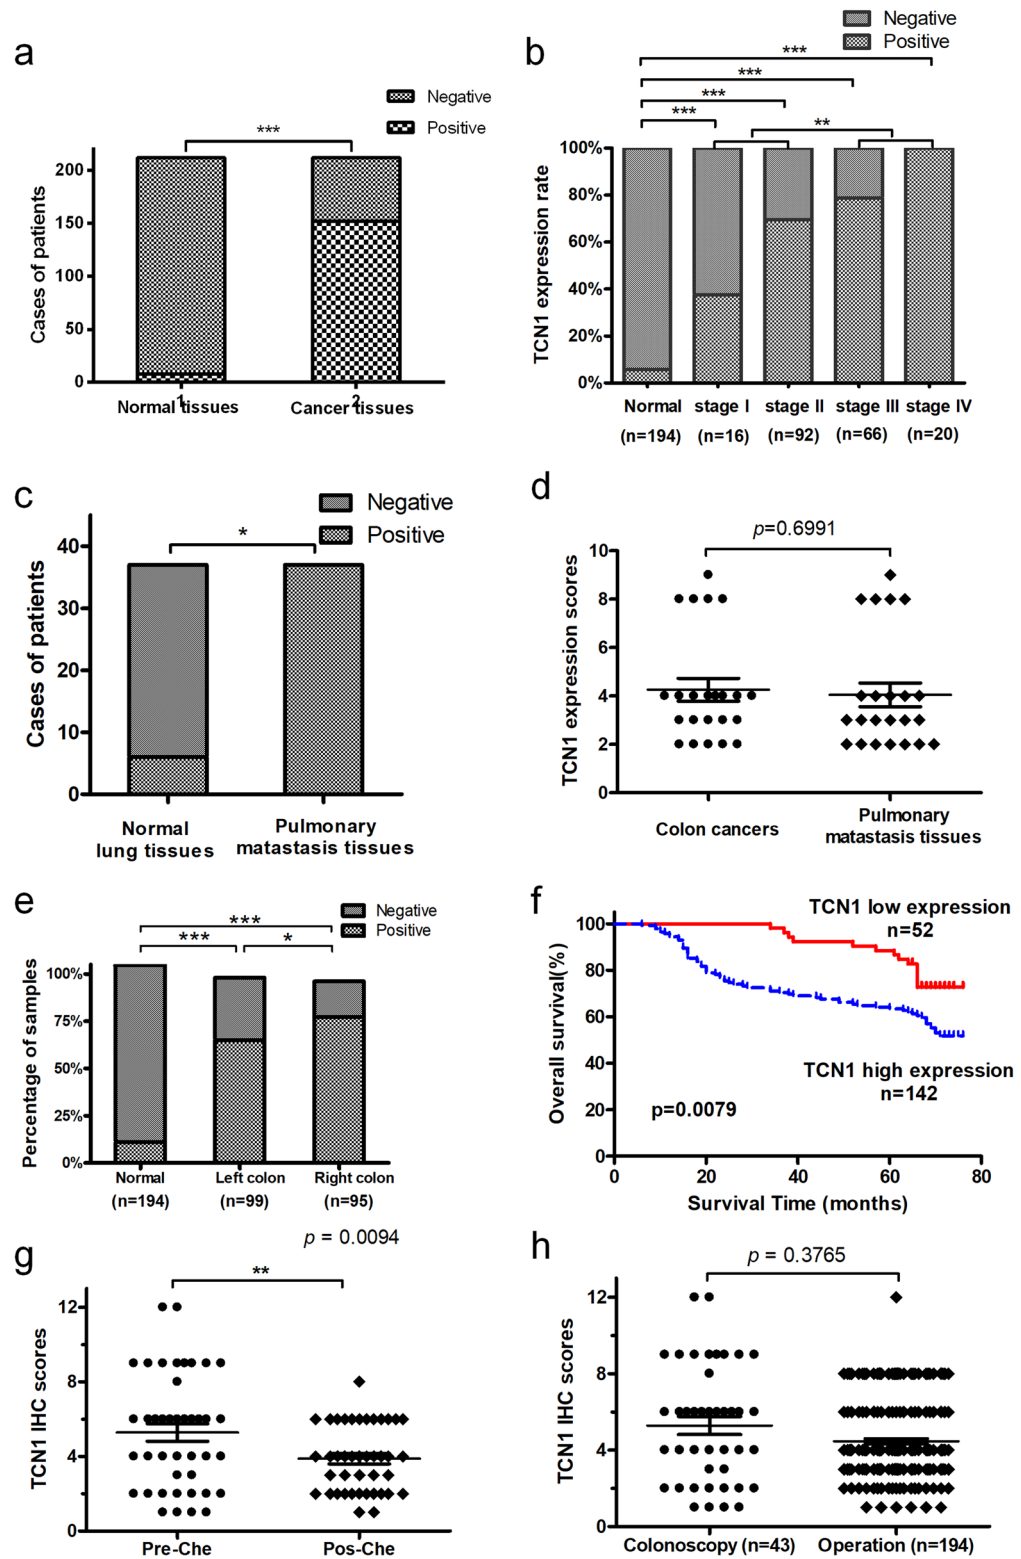 a
Negative
Positive
***
Cases of patients
200
150
100
50
0
1
2
Normal tissues
Cancer tissues
b
Negative
Positive
***
***
***
***
**
TCN1 expression rate
100%
80%
60%
40%
20%
0%
Normal stage I stage II stage III stage IV
(n=194) (n=16) (n=92) (n=66) (n=20)
c
Negative
Positive
*
Cases of patients
40
30
20
10
0
Normal
lung tissues
Pulmonary
matastasis tissues
d
p=0.6991
TCN1 expression scores
10
8
6
4
2
0
Colon cancers
Pulmonary
matastasis tissues
e
Negative
Positive
***
***
*
Percentage of samples
100%
75%
50%
25%
0%
Normal Left colon Right colon
(n=194) (n=99) (n=95)
f
TCN1 low expression
n=52
Overall survival(%)
100
80
60
40
20
0
TCN1 high expression
n=142
p=0.0079
0 20 40 60 80
Survival Time (months)
g
p = 0.0094
**
TCN1 IHC scores
12
8
4
0
Pre-Che Pos-Che
h
p = 0.3765
TCN1 IHC scores
12
8
4
0
Colonoscopy (n=43) Operation (n=194)